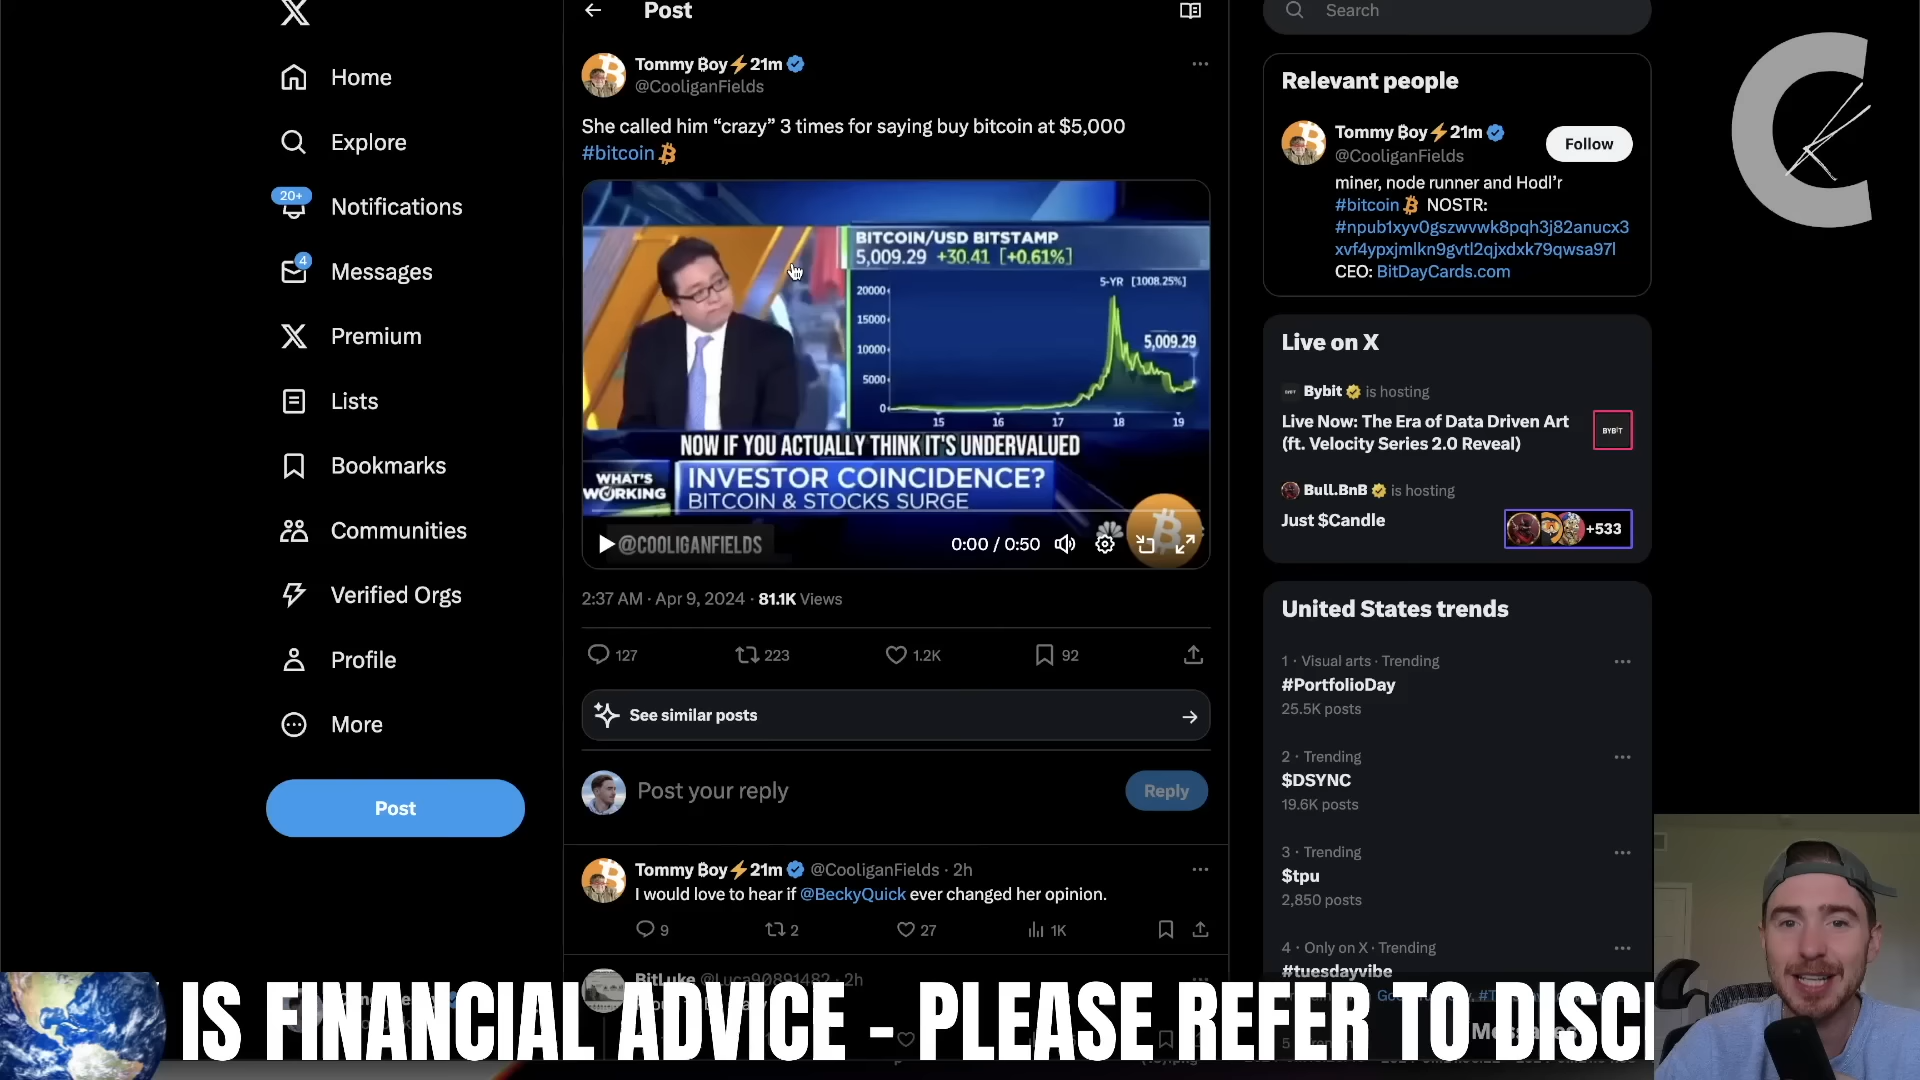 Home
Explore
20+
Notifications
4
Messages
Premium
Lists
Bookmarks
Communities
Verified Orgs
Profile
More
Post
Post
Tommy ₿oy⚡21m
@CooliganFields
She called him “crazy” 3 times for saying buy bitcoin at $5,000
#bitcoin
BITCOIN/USD BITSTAMP
5,009.29 +30.41 [+0.61%]
5-YR [1008.25%]
20000
15000
10000
5000
0
5,009.29
15 16 17 18 19
NOW IF YOU ACTUALLY THINK IT'S UNDERVALUED
WHAT'S WORKING
INVESTOR COINCIDENCE?
BITCOIN & STOCKS SURGE
@COOLIGANFIELDS
0:00 / 0:50
2:37 AM · Apr 9, 2024 · 81.1K Views
127 223 1.2K 92
See similar posts
Post your reply
Reply
Tommy ₿oy⚡21m @CooliganFields · 2h
I would love to hear if @BeckyQuick ever changed her opinion.
9 2 27 1K
BitLuke @Luca90891482 · 2h
Search
Relevant people
Tommy ₿oy⚡21m
@CooliganFields
Follow
miner, node runner and Hodl’r
#bitcoin NOSTR:
#npub1xyv0gszwvwk8pqh3j82anucx3
xvf4ypxjmlkn9gvtl2qjxdxk79qwsa97l
CEO: BitDayCards.com
Live on X
Bybit is hosting
Live Now: The Era of Data Driven Art
(ft. Velocity Series 2.0 Reveal)
BYBIT
Bull.BnB is hosting
Just $Candle
+533
United States trends
1 · Visual arts · Trending
#PortfolioDay
25.5K posts
2 · Trending
$DSYNC
19.6K posts
3 · Trending
$tpu
2,850 posts
4 · Only on X · Trending
#tuesdayvibe
IS FINANCIAL ADVICE - PLEASE REFER TO DISC